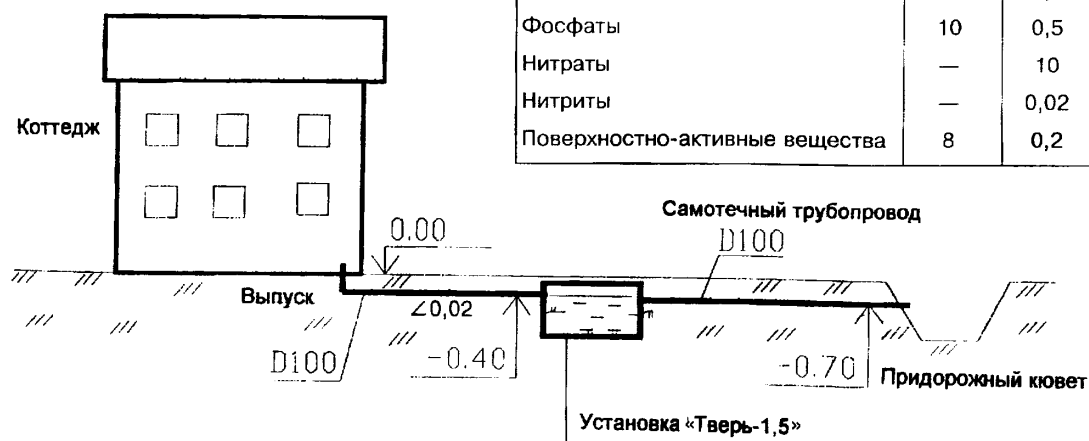 Фосфаты 10 0,5
Нитраты — 10
Нитриты — 0,02
Поверхностно-активные вещества 8 0,2
Коттедж
Самотечный трубопровод
0.00
D100
Выпуск
∠0,02
D100
-0.40
-0.70
Придорожный кювет
Установка «Тверь-1,5»